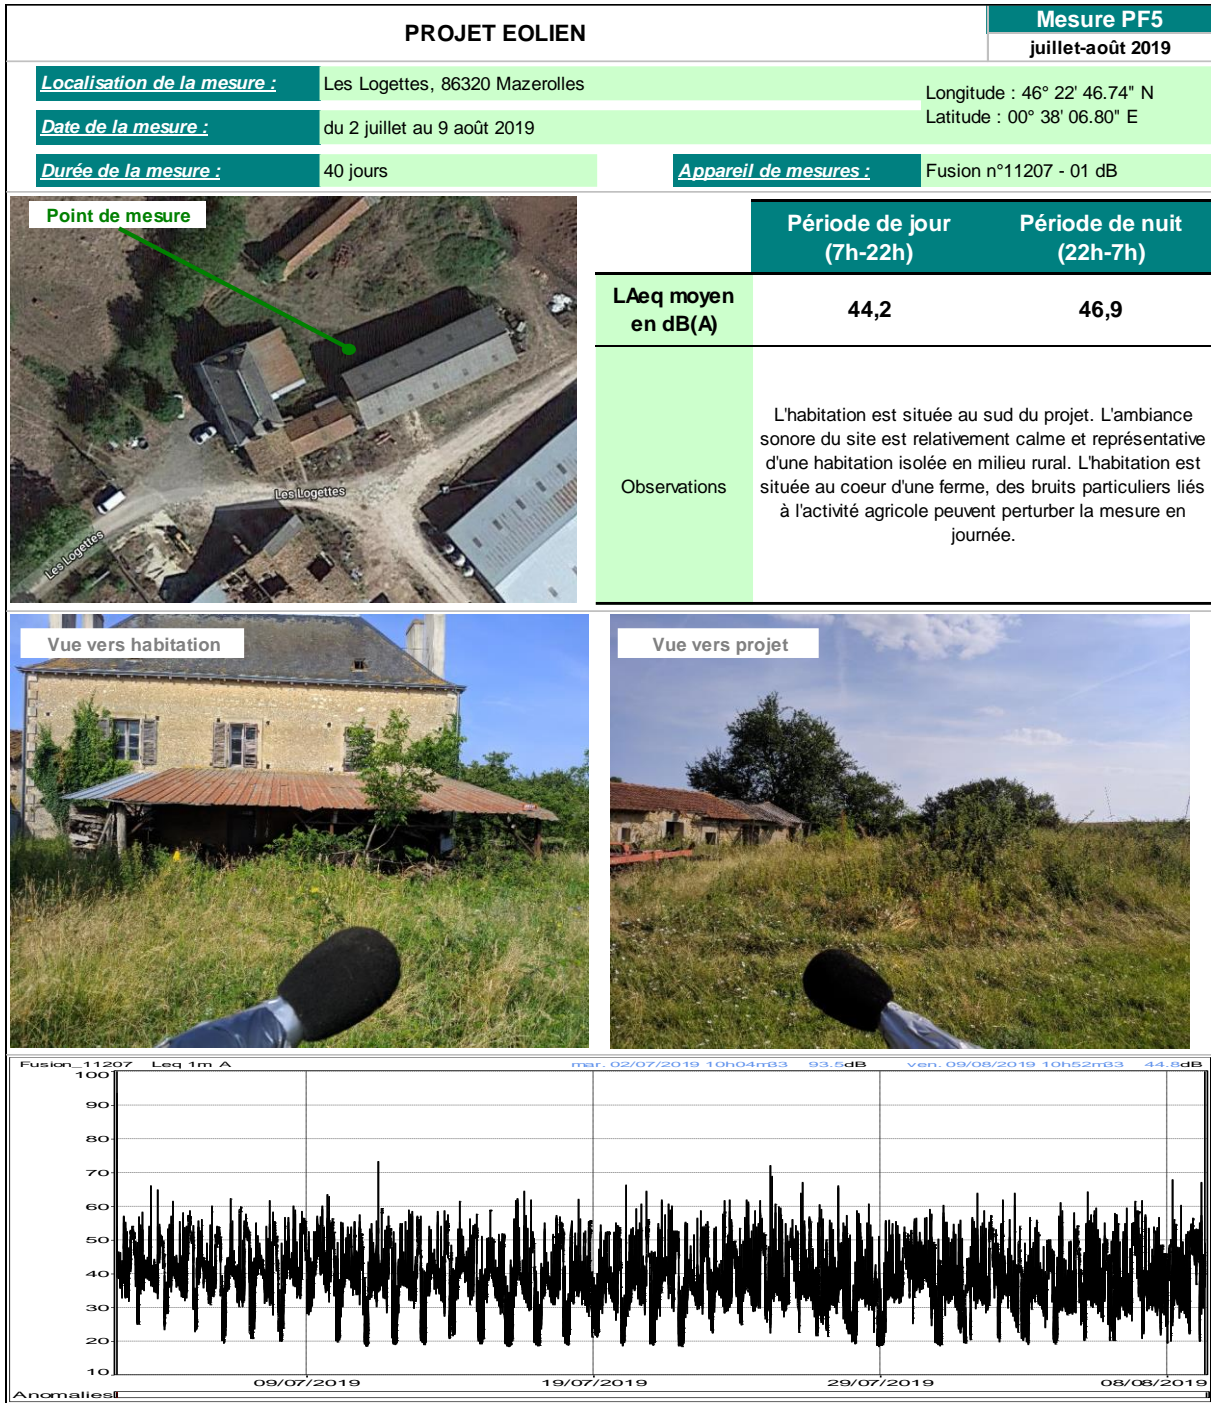 PROJET EOLIEN
Mesure PF5
juillet-août 2019
Localisation de la mesure :
Les Logettes, 86320 Mazerolles
Longitude : 46° 22' 46.74" N
Latitude : 00° 38' 06.80" E
Date de la mesure :
du 2 juillet au 9 août 2019
Durée de la mesure :
40 jours
Appareil de mesures :
Fusion n°11207 - 01 dB
Point de mesure
Les Logettes
Les Logettes
Période de jour
(7h-22h)
Période de nuit
(22h-7h)
LAeq moyen
en dB(A)
44,2
46,9
Observations
L'habitation est située au sud du projet. L'ambiance
sonore du site est relativement calme et représentative
d'une habitation isolée en milieu rural. L'habitation est
située au coeur d'une ferme, des bruits particuliers liés
à l'activité agricole peuvent perturber la mesure en
journée.
Vue vers habitation
Vue vers projet
Fusion_11207 Leq 1m A mar. 02/07/2019 10h04m33 93.5dB ven. 09/08/2019 10h52m33 44.8dB
100
90
80
70
60
50
40
30
20
10
09/07/2019 19/07/2019 29/07/2019 08/08/2019
Anomalies